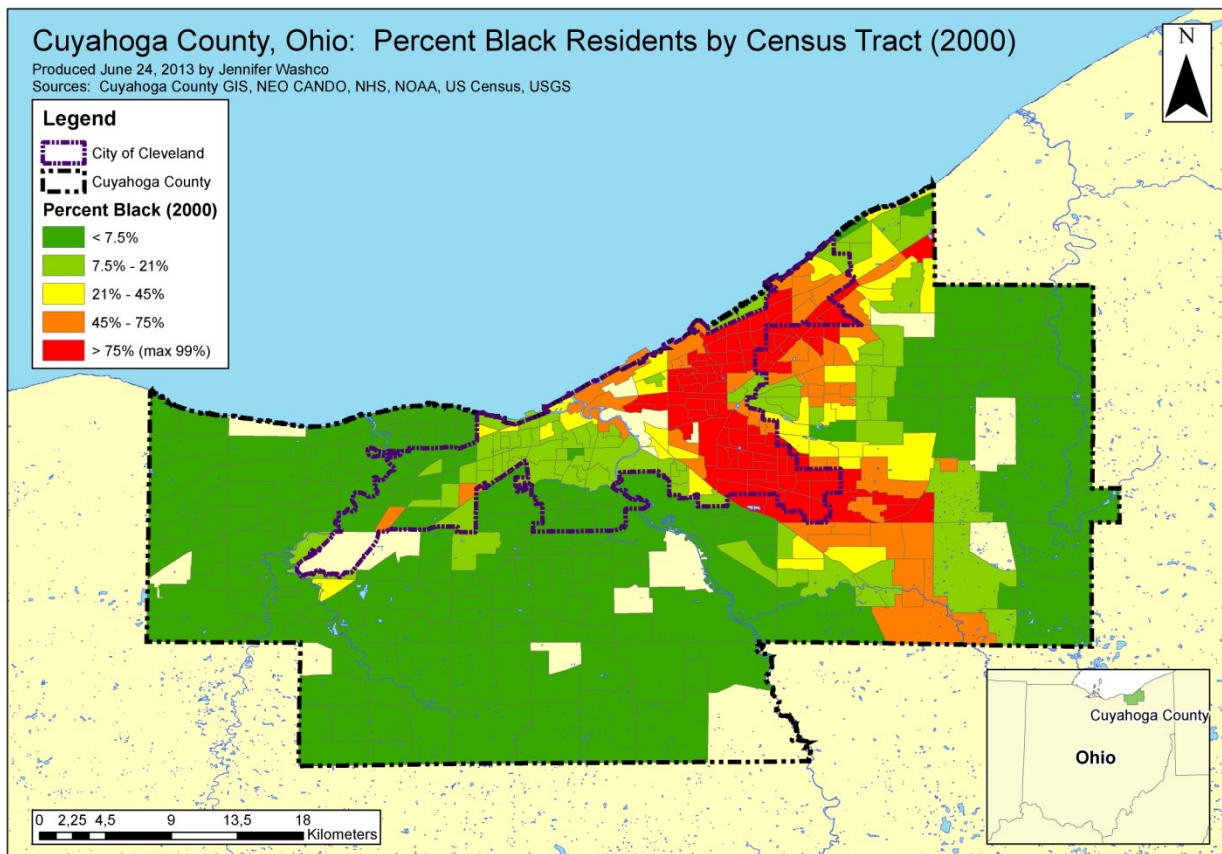 Cuyahoga County, Ohio:  Percent Black Residents by Census Tract (2000)
Produced June 24, 2013 by Jennifer Washco
Sources:  Cuyahoga County GIS, NEO CANDO, NHS, NOAA, US Census, USGS
N
Legend
City of Cleveland
Cuyahoga County
Percent Black (2000)
< 7.5%
7.5% - 21%
21% - 45%
45% - 75%
> 75% (max 99%)
Cuyahoga County
Ohio
0 2,25 4,5 9 13,5 18
Kilometers